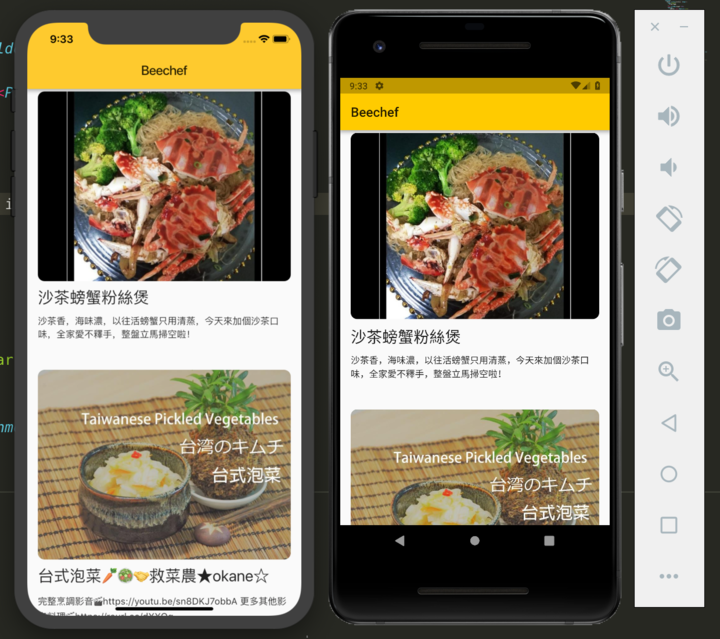 9:33
Beechef
沙茶螃蟹粉絲煲
沙茶香，海味濃，以往活螃蟹只用清蒸，今天來加個沙茶口
味，全家愛不釋手，整盤立馬掃空啦！
Taiwanese Pickled Vegetables
台湾のキムチ
台式泡菜
台式泡菜🥕🥗🤝救菜農★okane☆
完整烹調影音🎬https://youtu.be/sn8DKJ7obbA 更多其他影
9:33
Beechef
沙茶螃蟹粉絲煲
沙茶香，海味濃，以往活螃蟹只用清蒸，今天來加個沙茶口
味，全家愛不釋手，整盤立馬掃空啦！
Taiwanese Pickled Vegetables
台湾のキムチ
台式泡菜